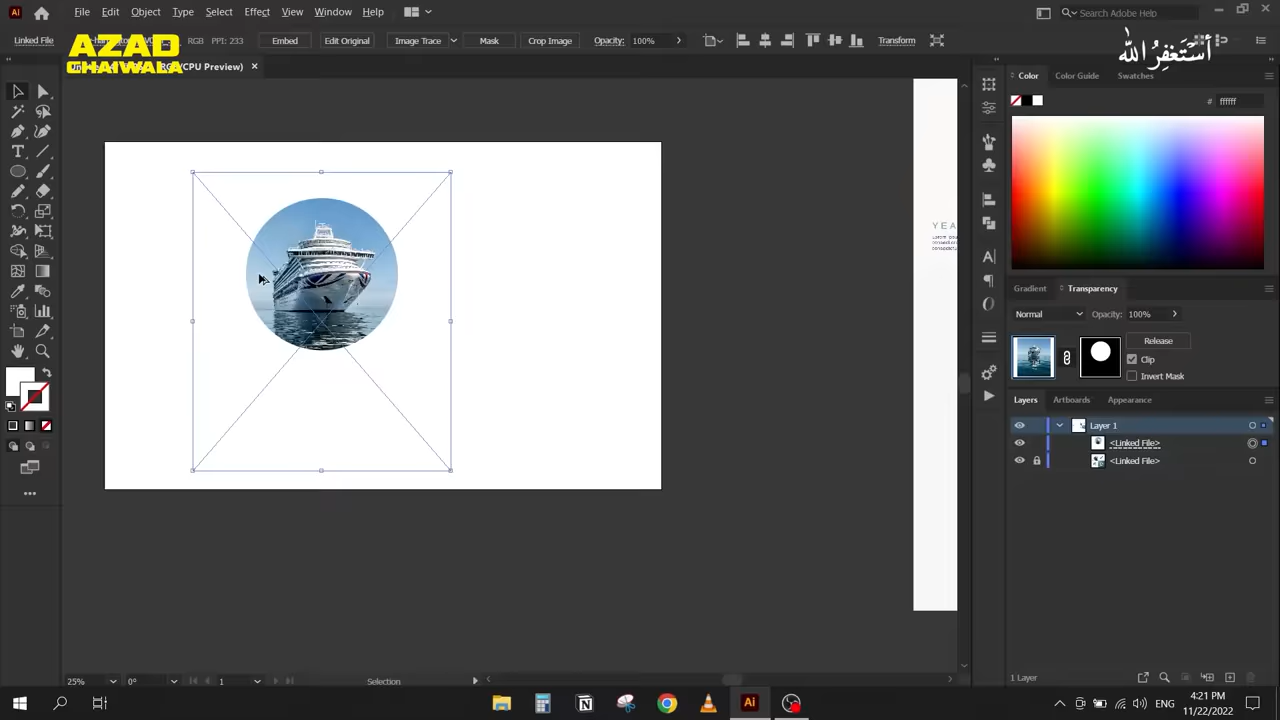 Ai File Edit Object Type Select Effect View Window Help Search Adobe Help
AZAD
CHAIWALA
أستغفر الله
Linked File RGB PPI: 233 Embed Edit Original Image Trace Mask Crop Image Opacity: 100% Transform
(CPU Preview)
Color Color Guide Swatches
# ffffff
YEA
Gradient Transparency
Normal Opacity: 100%
Release
Clip
Invert Mask
Layers Artboards Appearance
Layer 1
<Linked File>
<Linked File>
25% 0° 1 Selection 1 Layer
Ai ENG 4:21 PM
11/22/2022